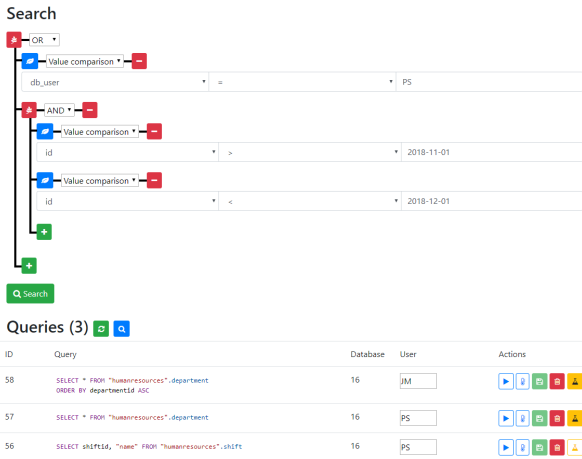 Search
OR
Value comparison
db_user = PS
AND
Value comparison
id > 2018-11-01
Value comparison
id < 2018-12-01
Search
Queries (3)
ID Query Database User Actions
58 SELECT * FROM "humanresources".department 16 JM
ORDER BY departmentid ASC
57 SELECT * FROM "humanresources".department 16 PS
56 SELECT shiftid, "name" FROM "humanresources".shift 16 PS